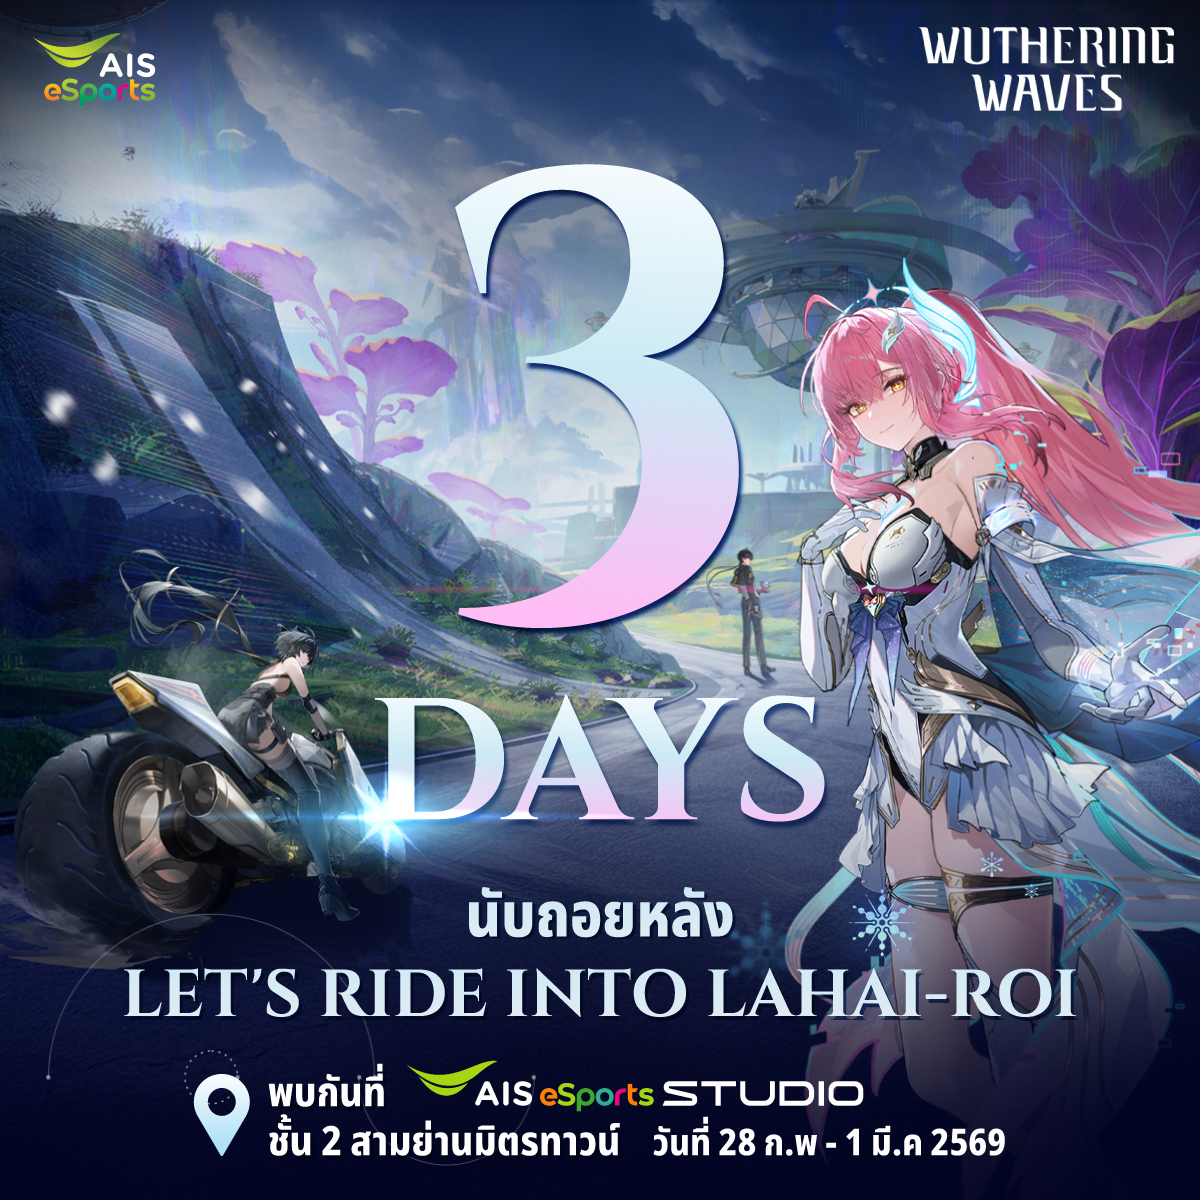 AIS
eSports
WUTHERING
WAVES
3
DAYS
นับถอยหลัง
LET'S RIDE INTO LAHAI-ROI
พบกันที่ AIS eSports STUDIO
ชั้น 2 สามย่านมิตรทาวน์ วันที่ 28 ก.พ - 1 มี.ค 2569